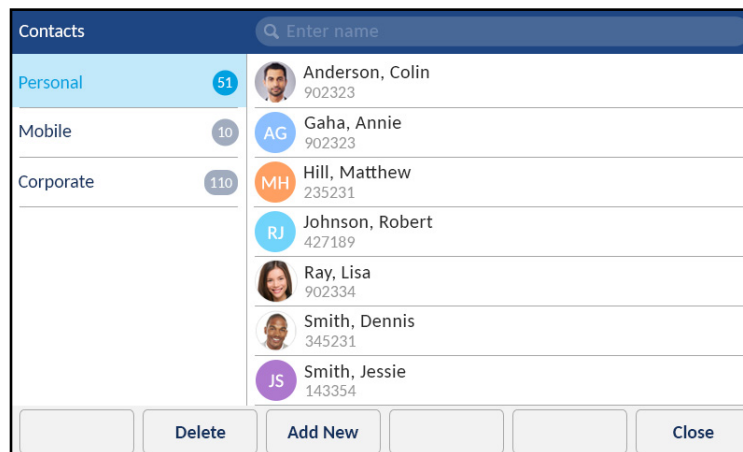 Contacts
Enter name
Personal 51
Mobile 10
Corporate 110
Anderson, Colin
902323
AG
Gaha, Annie
902323
MH
Hill, Matthew
235231
RJ
Johnson, Robert
427189
Ray, Lisa
902334
Smith, Dennis
345231
JS
Smith, Jessie
143354
Delete
Add New
Close